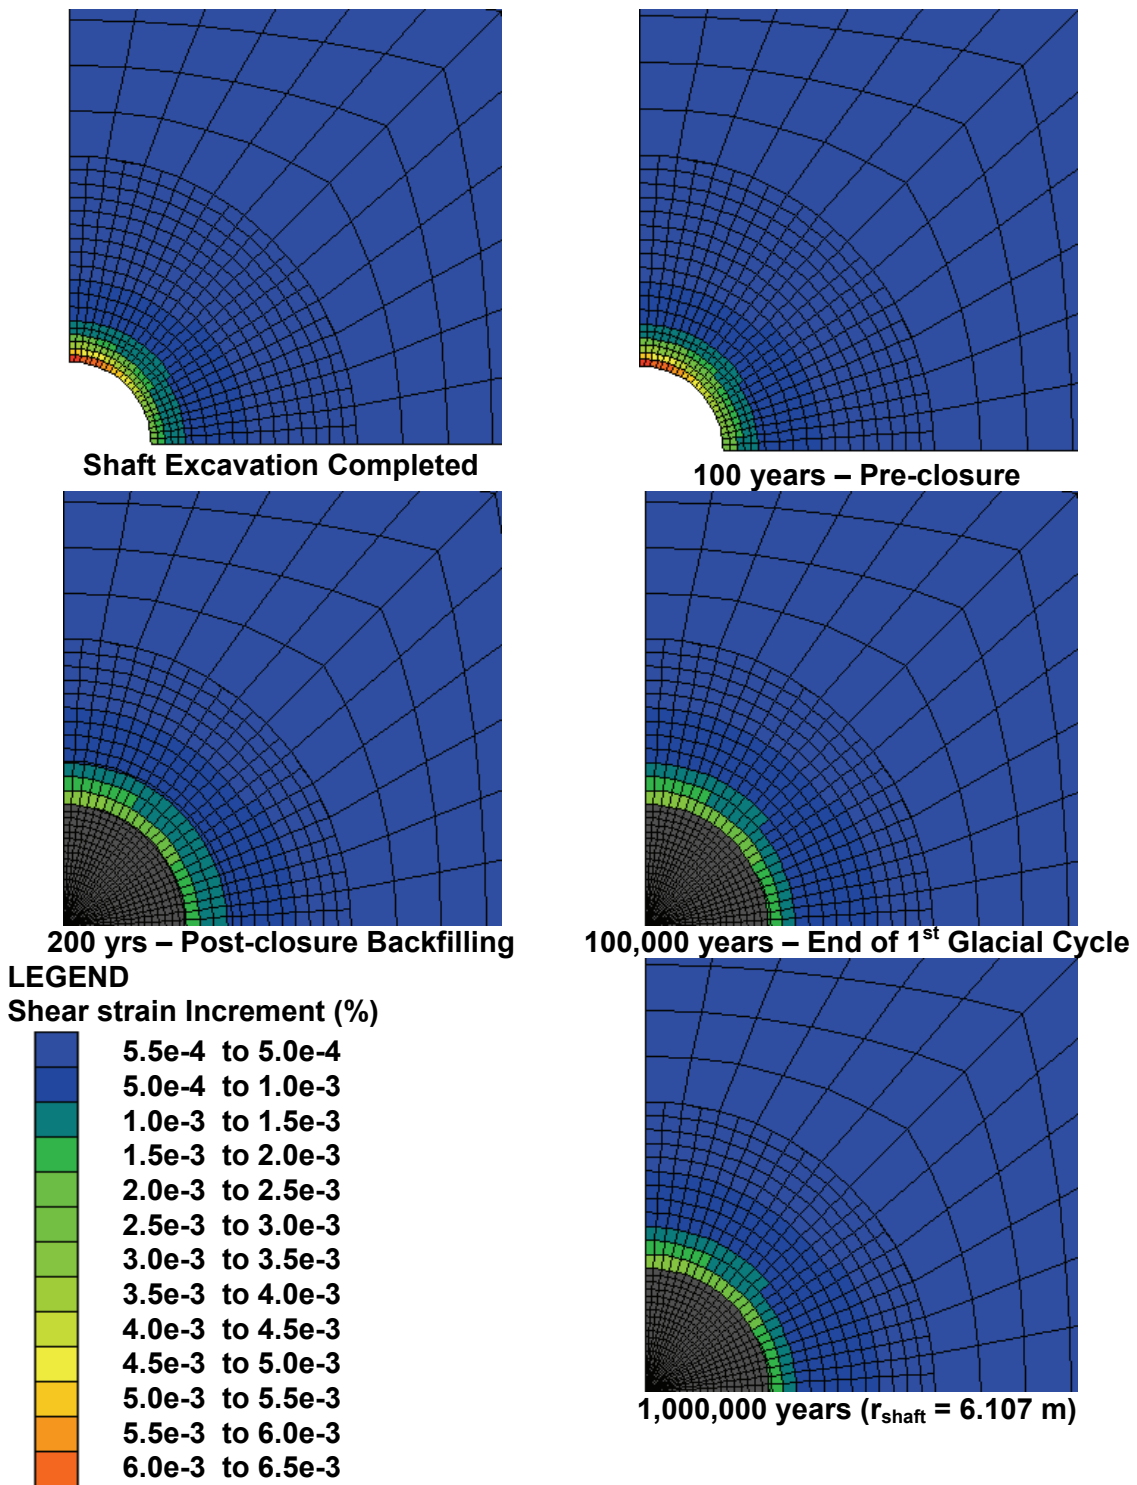 Shaft Excavation Completed
100 years – Pre-closure
200 yrs – Post-closure Backfilling
100,000 years – End of 1st Glacial Cycle
LEGEND
Shear strain Increment (%)
5.5e-4 to 5.0e-4
5.0e-4 to 1.0e-3
1.0e-3 to 1.5e-3
1.5e-3 to 2.0e-3
2.0e-3 to 2.5e-3
2.5e-3 to 3.0e-3
3.0e-3 to 3.5e-3
3.5e-3 to 4.0e-3
4.0e-3 to 4.5e-3
4.5e-3 to 5.0e-3
5.0e-3 to 5.5e-3
5.5e-3 to 6.0e-3
6.0e-3 to 6.5e-3
1,000,000 years (rshaft = 6.107 m)